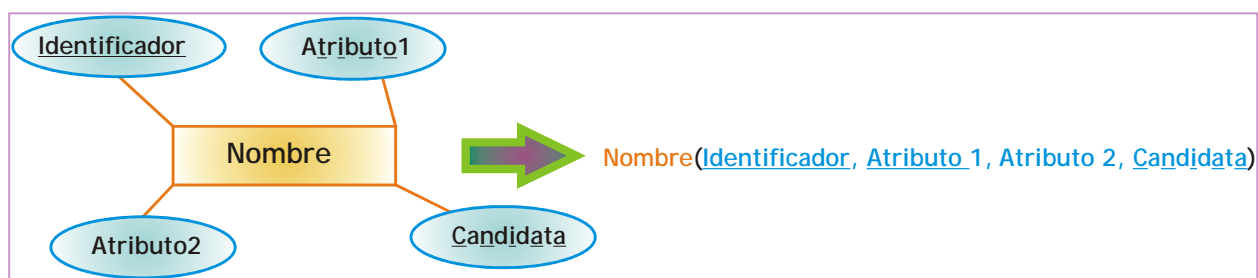 Identificador
Atributo1
Nombre
Nombre(Identificador, Atributo 1, Atributo 2, Candidata)
Atributo2
Candidata